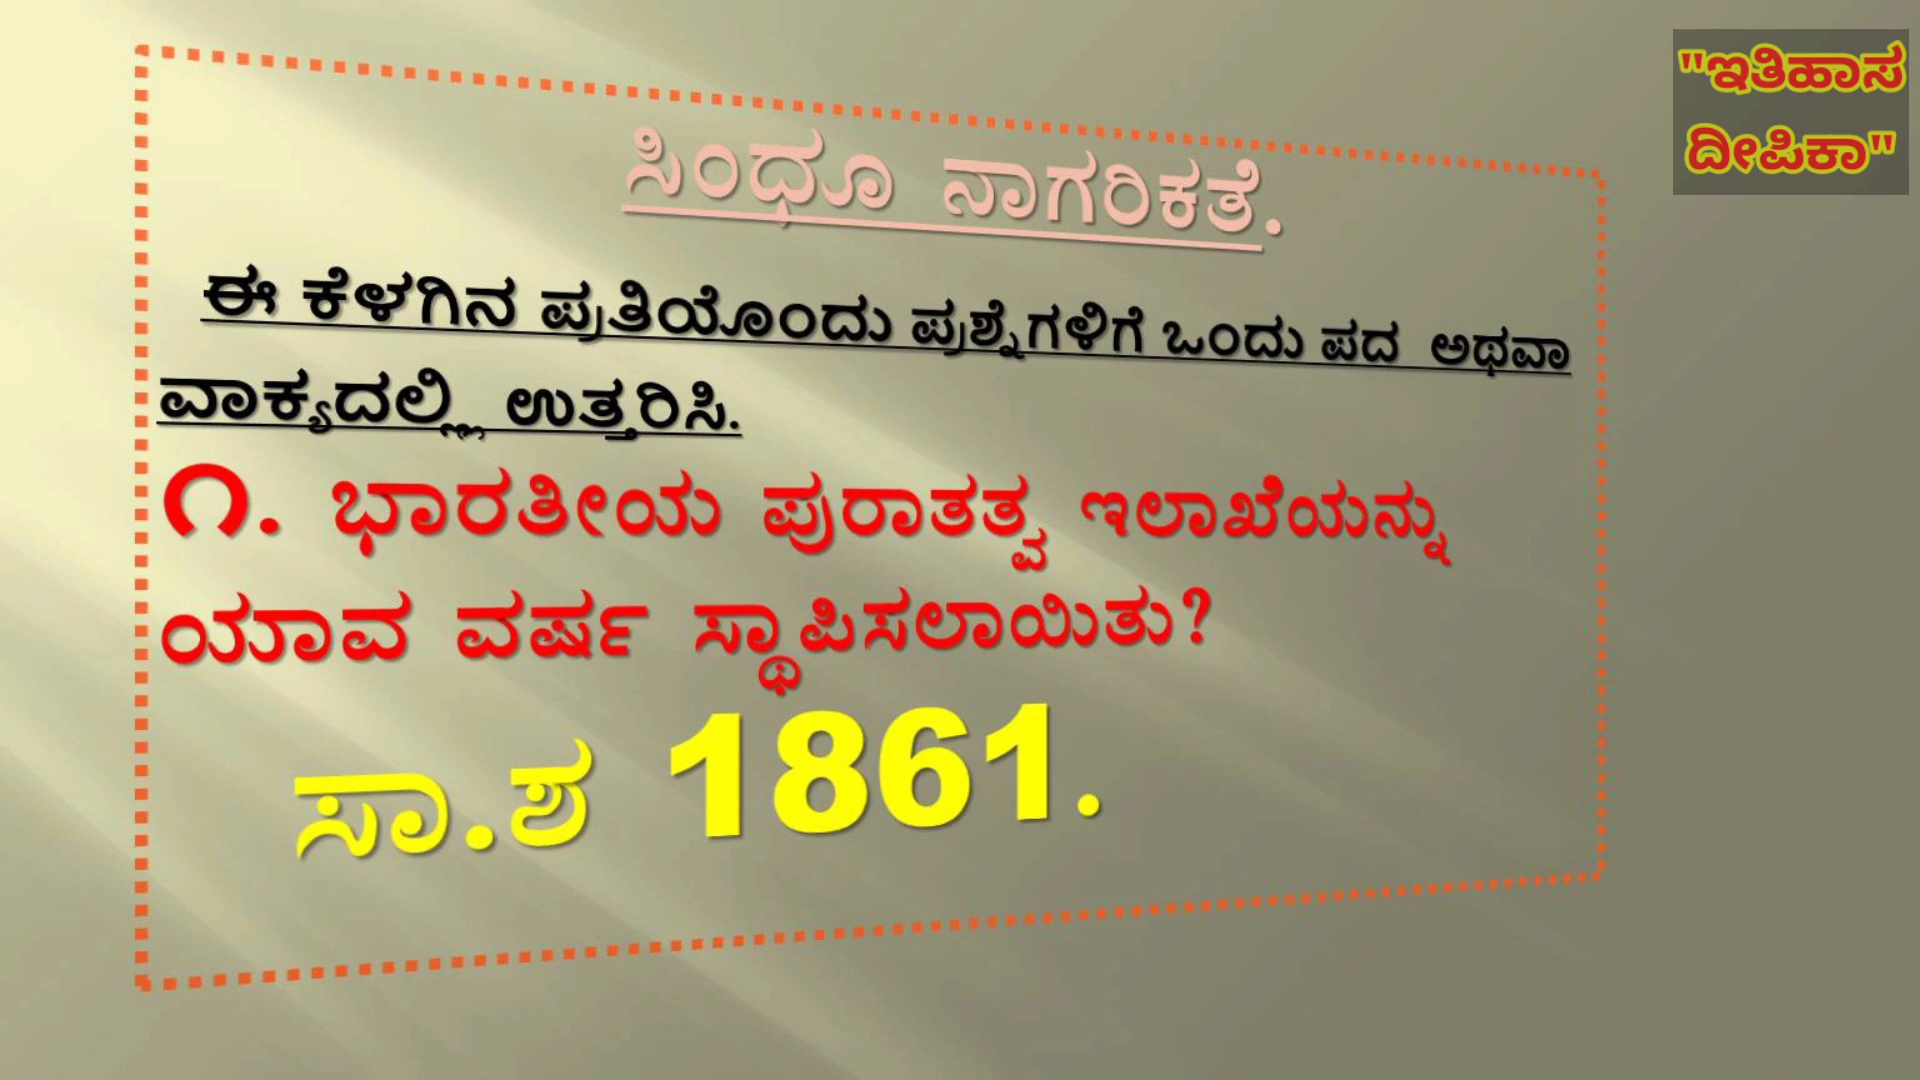 "ಇತಿಹಾಸ
ದೀಪಿಕಾ"
ಸಿಂಧೂ ನಾಗರಿಕತೆ.
ಈ ಕೆಳಗಿನ ಪ್ರತಿಯೊಂದು ಪ್ರಶ್ನೆಗಳಿಗೆ ಒಂದು ಪದ ಅಥವಾ
ವಾಕ್ಯದಲ್ಲಿ ಉತ್ತರಿಸಿ.
೧. ಭಾರತೀಯ ಪುರಾತತ್ವ ಇಲಾಖೆಯನ್ನು
ಯಾವ ವರ್ಷ ಸ್ಥಾಪಿಸಲಾಯಿತು?
ಸಾ.ಶ 1861.